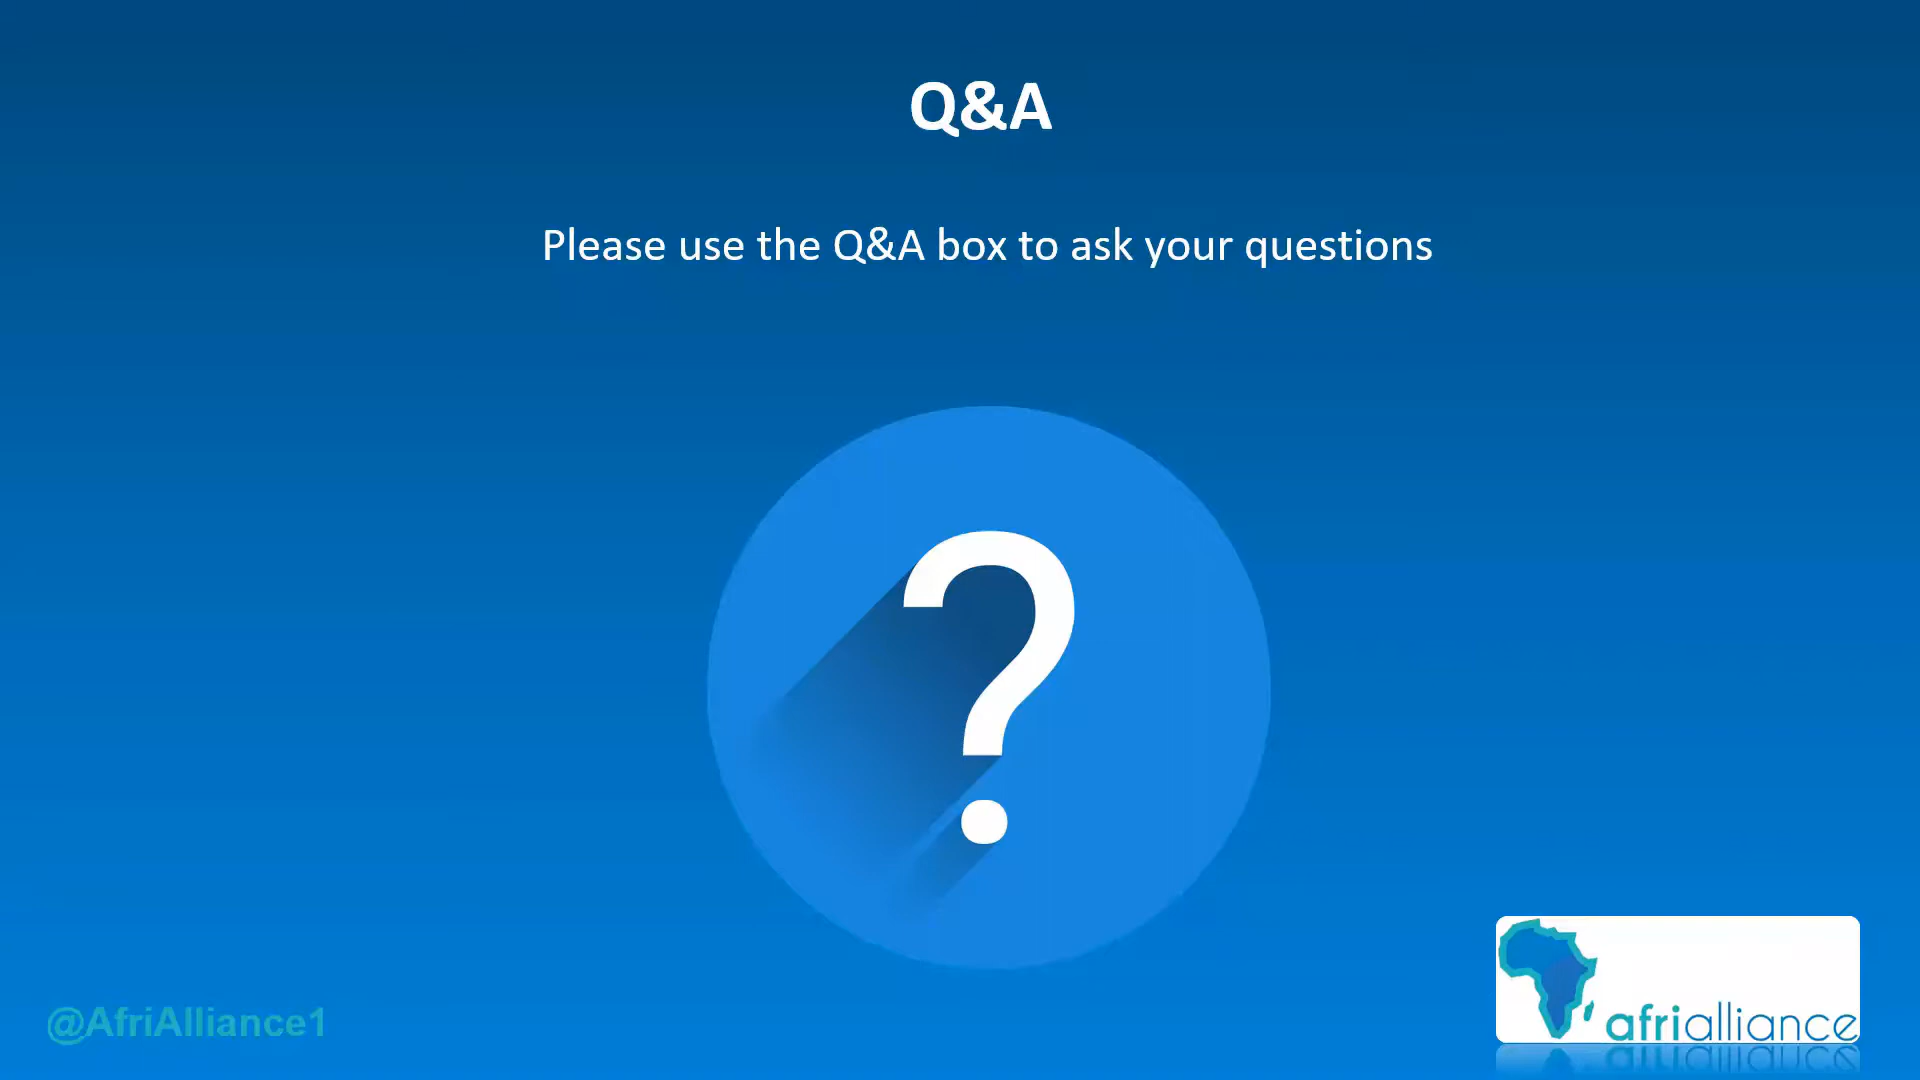 Q&A
Please use the Q&A box to ask your questions
?
@AfriAlliance1
afrialliance